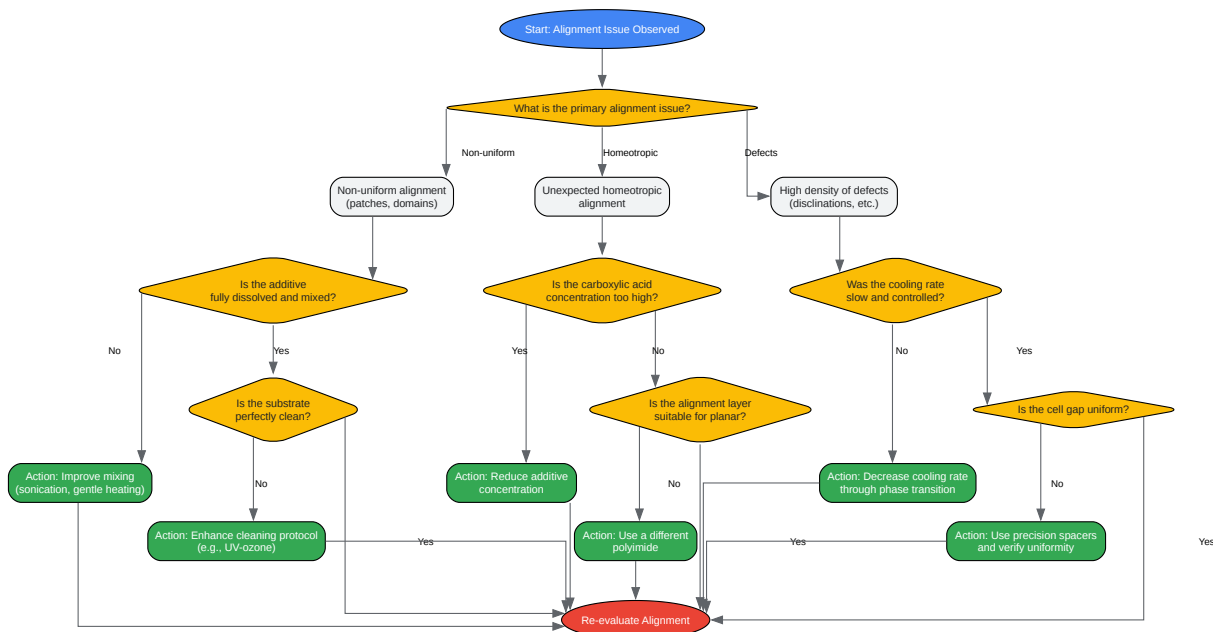 Start: Alignment Issue Observed
What is the primary alignment issue?
Non-uniform
Homeotropic
Defects
Non-uniform alignment
(patches, domains)
Unexpected homeotropic
alignment
High density of defects
(disclinations, etc.)
Is the additive
fully dissolved and mixed?
Is the carboxylic acid
concentration too high?
Was the cooling rate
slow and controlled?
No
Yes
Yes
No
No
Yes
Is the substrate
perfectly clean?
Is the alignment layer
suitable for planar?
Is the cell gap uniform?
Action: Improve mixing
(sonication, gentle heating)
No
Action: Reduce additive
concentration
No
Action: Decrease cooling rate
through phase transition
No
Action: Enhance cleaning protocol
(e.g., UV-ozone)
Yes
Action: Use a different
polyimide
Yes
Action: Use precision spacers
and verify uniformity
Yes
Re-evaluate Alignment